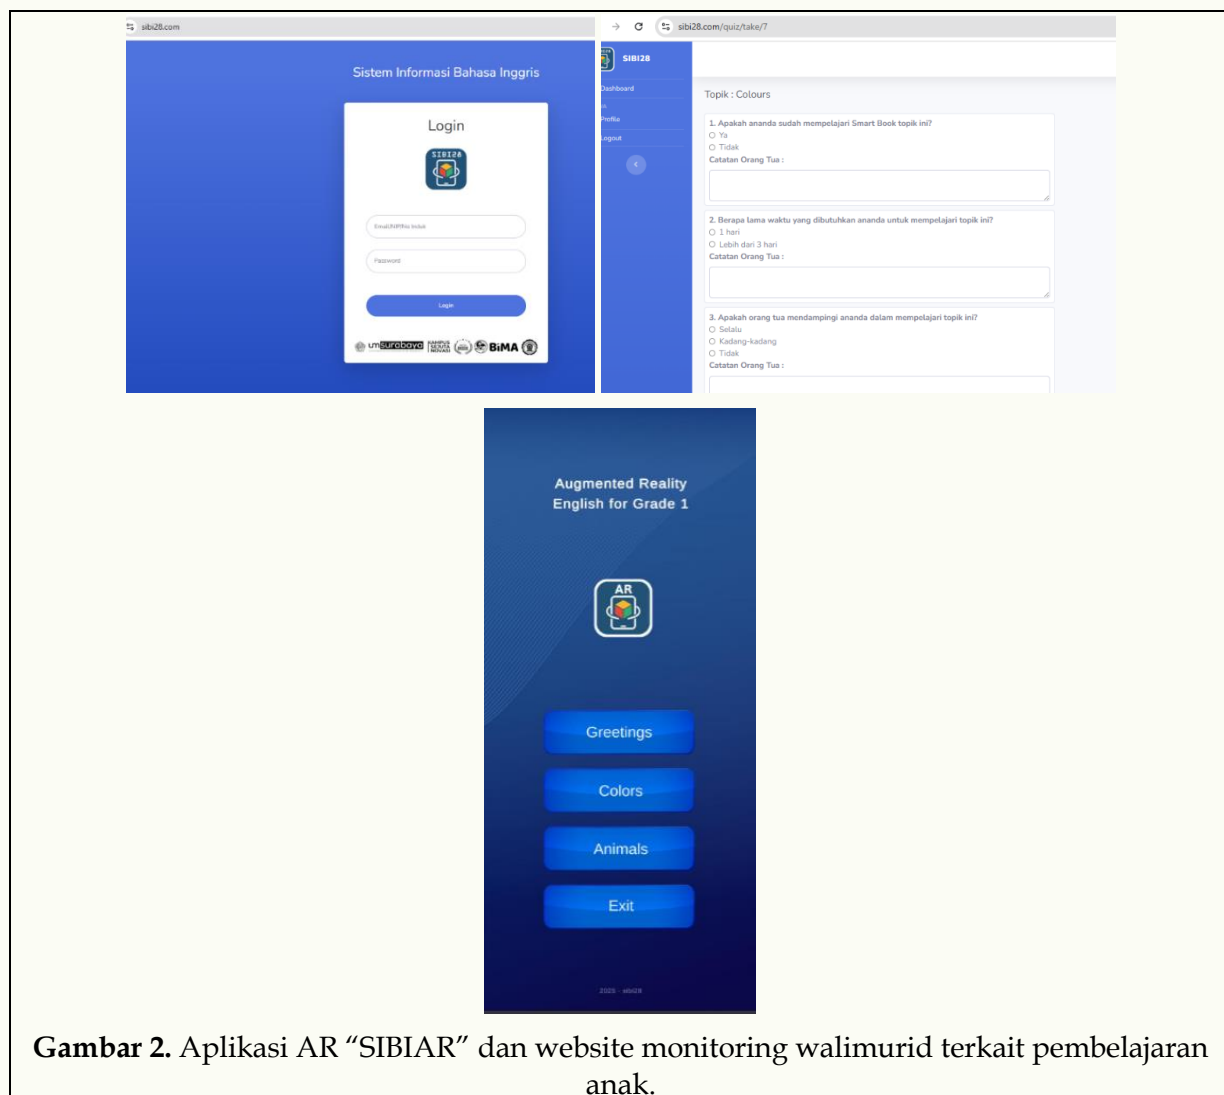 sibi28.com
Sistem Informasi Bahasa Inggris
Login
SIBI28
Email/NIP/No Induk
Password
Login
umsurabaya
BiMA
sibi28.com/quiz/take/7
SIBI28
Dashboard
Profile
Logout
Topik : Colours
1. Apakah ananda sudah mempelajari Smart Book topik ini?
Ya
Tidak
Catatan Orang Tua :
2. Berapa lama waktu yang dibutuhkan ananda untuk mempelajari topik ini?
1 hari
Lebih dari 3 hari
Catatan Orang Tua :
3. Apakah orang tua mendampingi ananda dalam mempelajari topik ini?
Selalu
Kadang-kadang
Tidak
Catatan Orang Tua :
Augmented Reality
English for Grade 1
AR
Greetings
Colors
Animals
Exit
2025 - sibi28
Gambar 2. Aplikasi AR “SIBIAR” dan website monitoring walimurid terkait pembelajaran
anak.